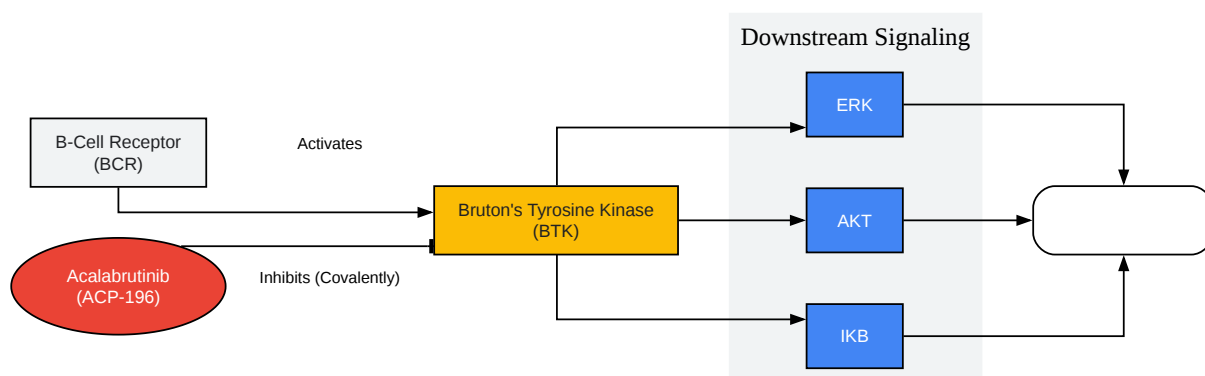 Downstream Signaling
ERK
B-Cell Receptor
(BCR)
Activates
Bruton's Tyrosine Kinase
(BTK)
AKT
Acalabrutinib
(ACP-196)
Inhibits (Covalently)
IKB